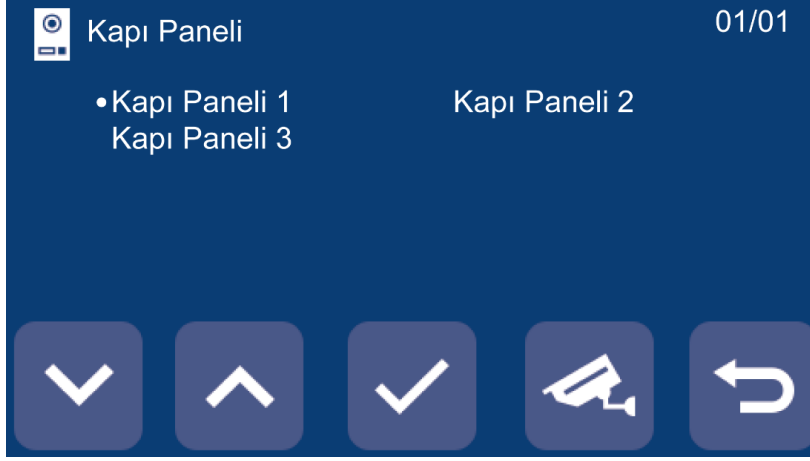 Kapı Paneli 01/01
•Kapı Paneli 1 Kapı Paneli 2
Kapı Paneli 3